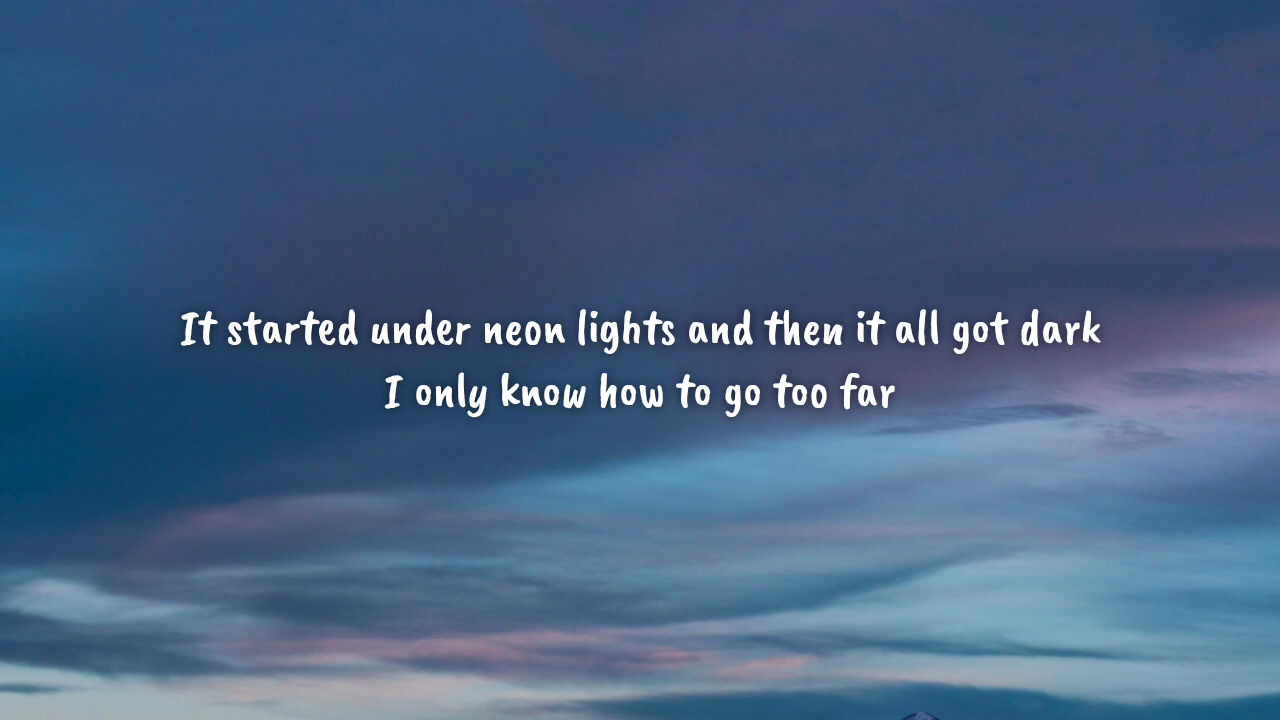 It started under neon lights and then it all got dark
I only know how to go too far